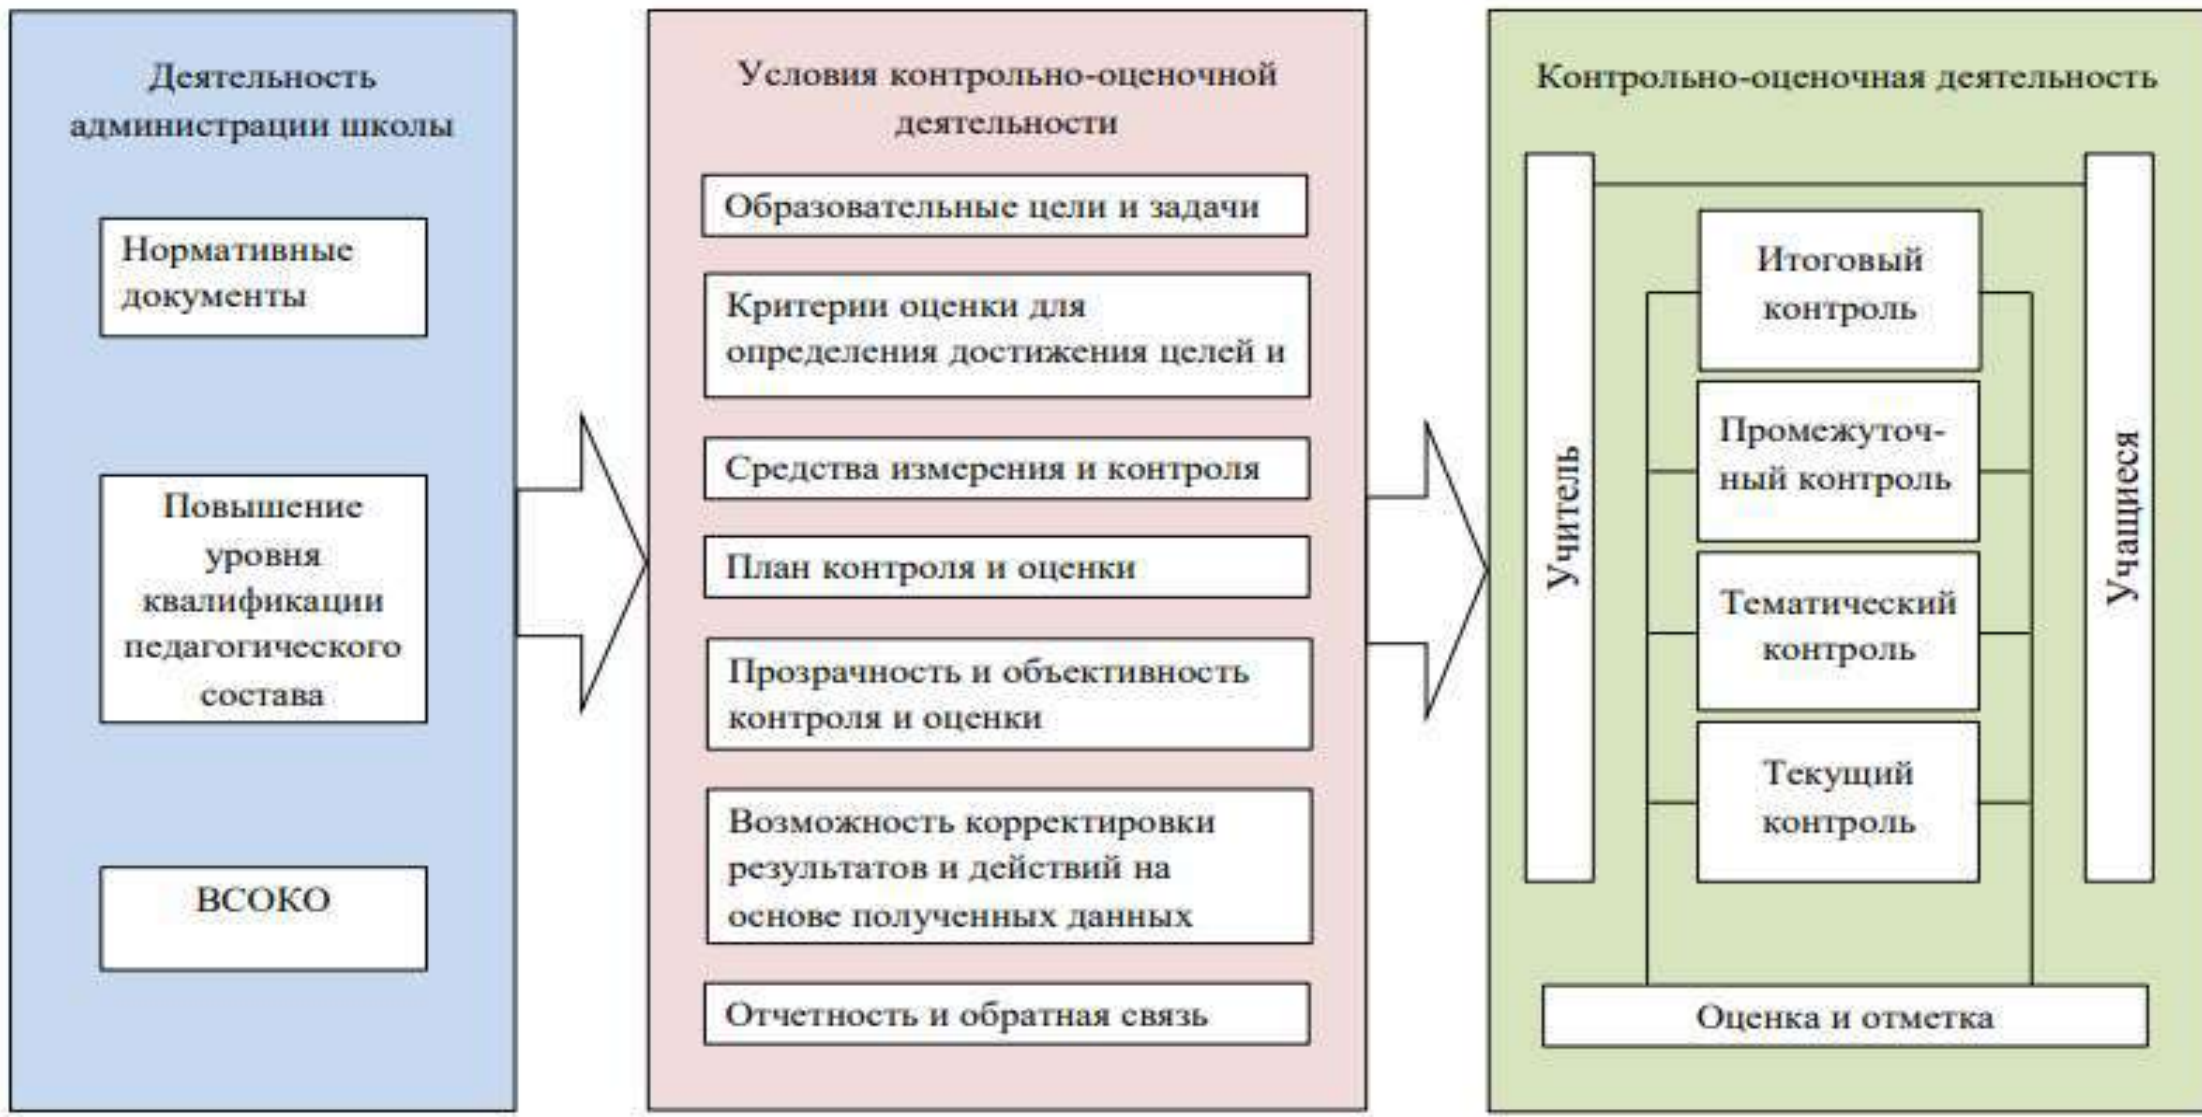 Деятельность
администрации школы
Нормативные
документы
Повышение
уровня
квалификации
педагогического
состава
ВСОКО
Условия контрольно-оценочной
деятельности
Образовательные цели и задачи
Критерии оценки для
определения достижения целей и
Средства измерения и контроля
План контроля и оценки
Прозрачность и объективность
контроля и оценки
Возможность корректировки
результатов и действий на
основе полученных данных
Отчетность и обратная связь
Контрольно-оценочная деятельность
Учитель
Итоговый
контроль
Промежуточ-
ный контроль
Тематический
контроль
Текущий
контроль
Учащиеся
Оценка и отметка